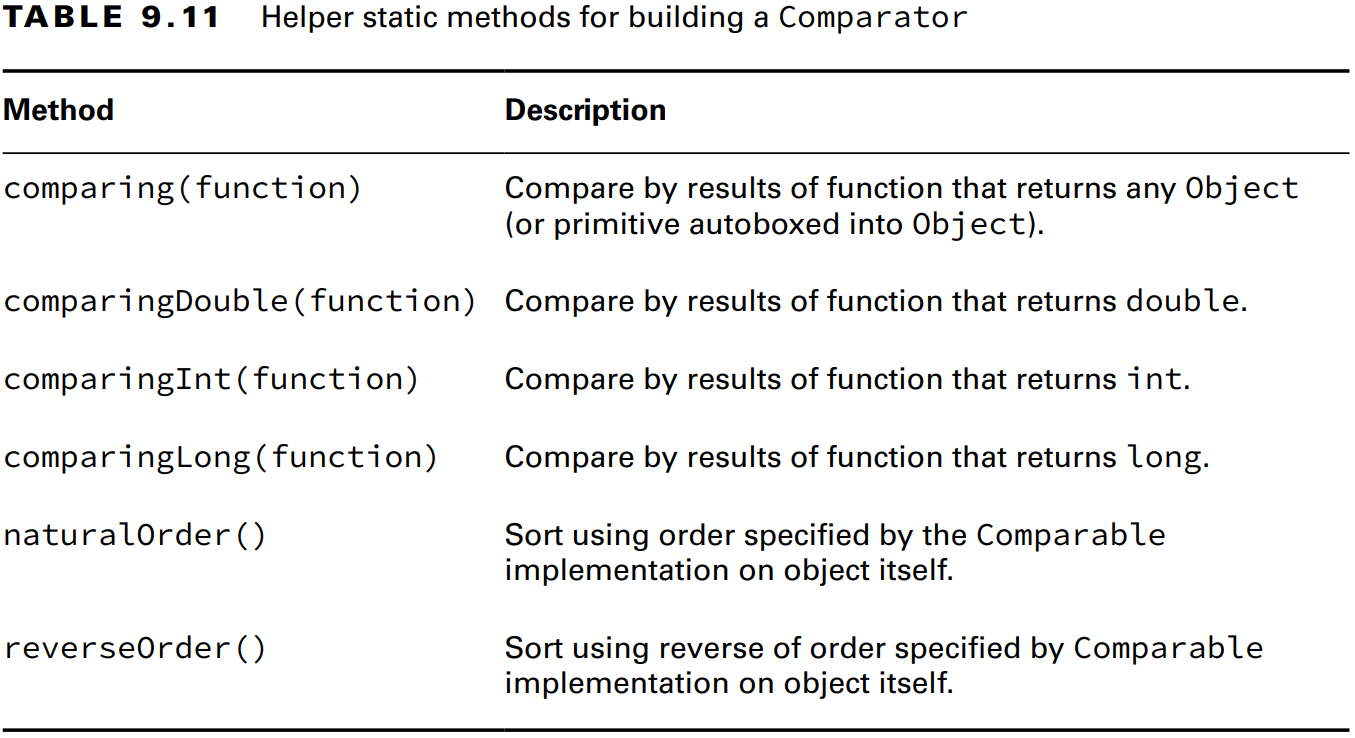 TABLE 9.11 Helper static methods for building a Comparator
Method Description
comparing(function) Compare by results of function that returns any Object
(or primitive autoboxed into Object).
comparingDouble(function) Compare by results of function that returns double.
comparingInt(function) Compare by results of function that returns int.
comparingLong(function) Compare by results of function that returns long.
naturalOrder() Sort using order specified by the Comparable
implementation on object itself.
reverseOrder() Sort using reverse of order specified by Comparable
implementation on object itself.